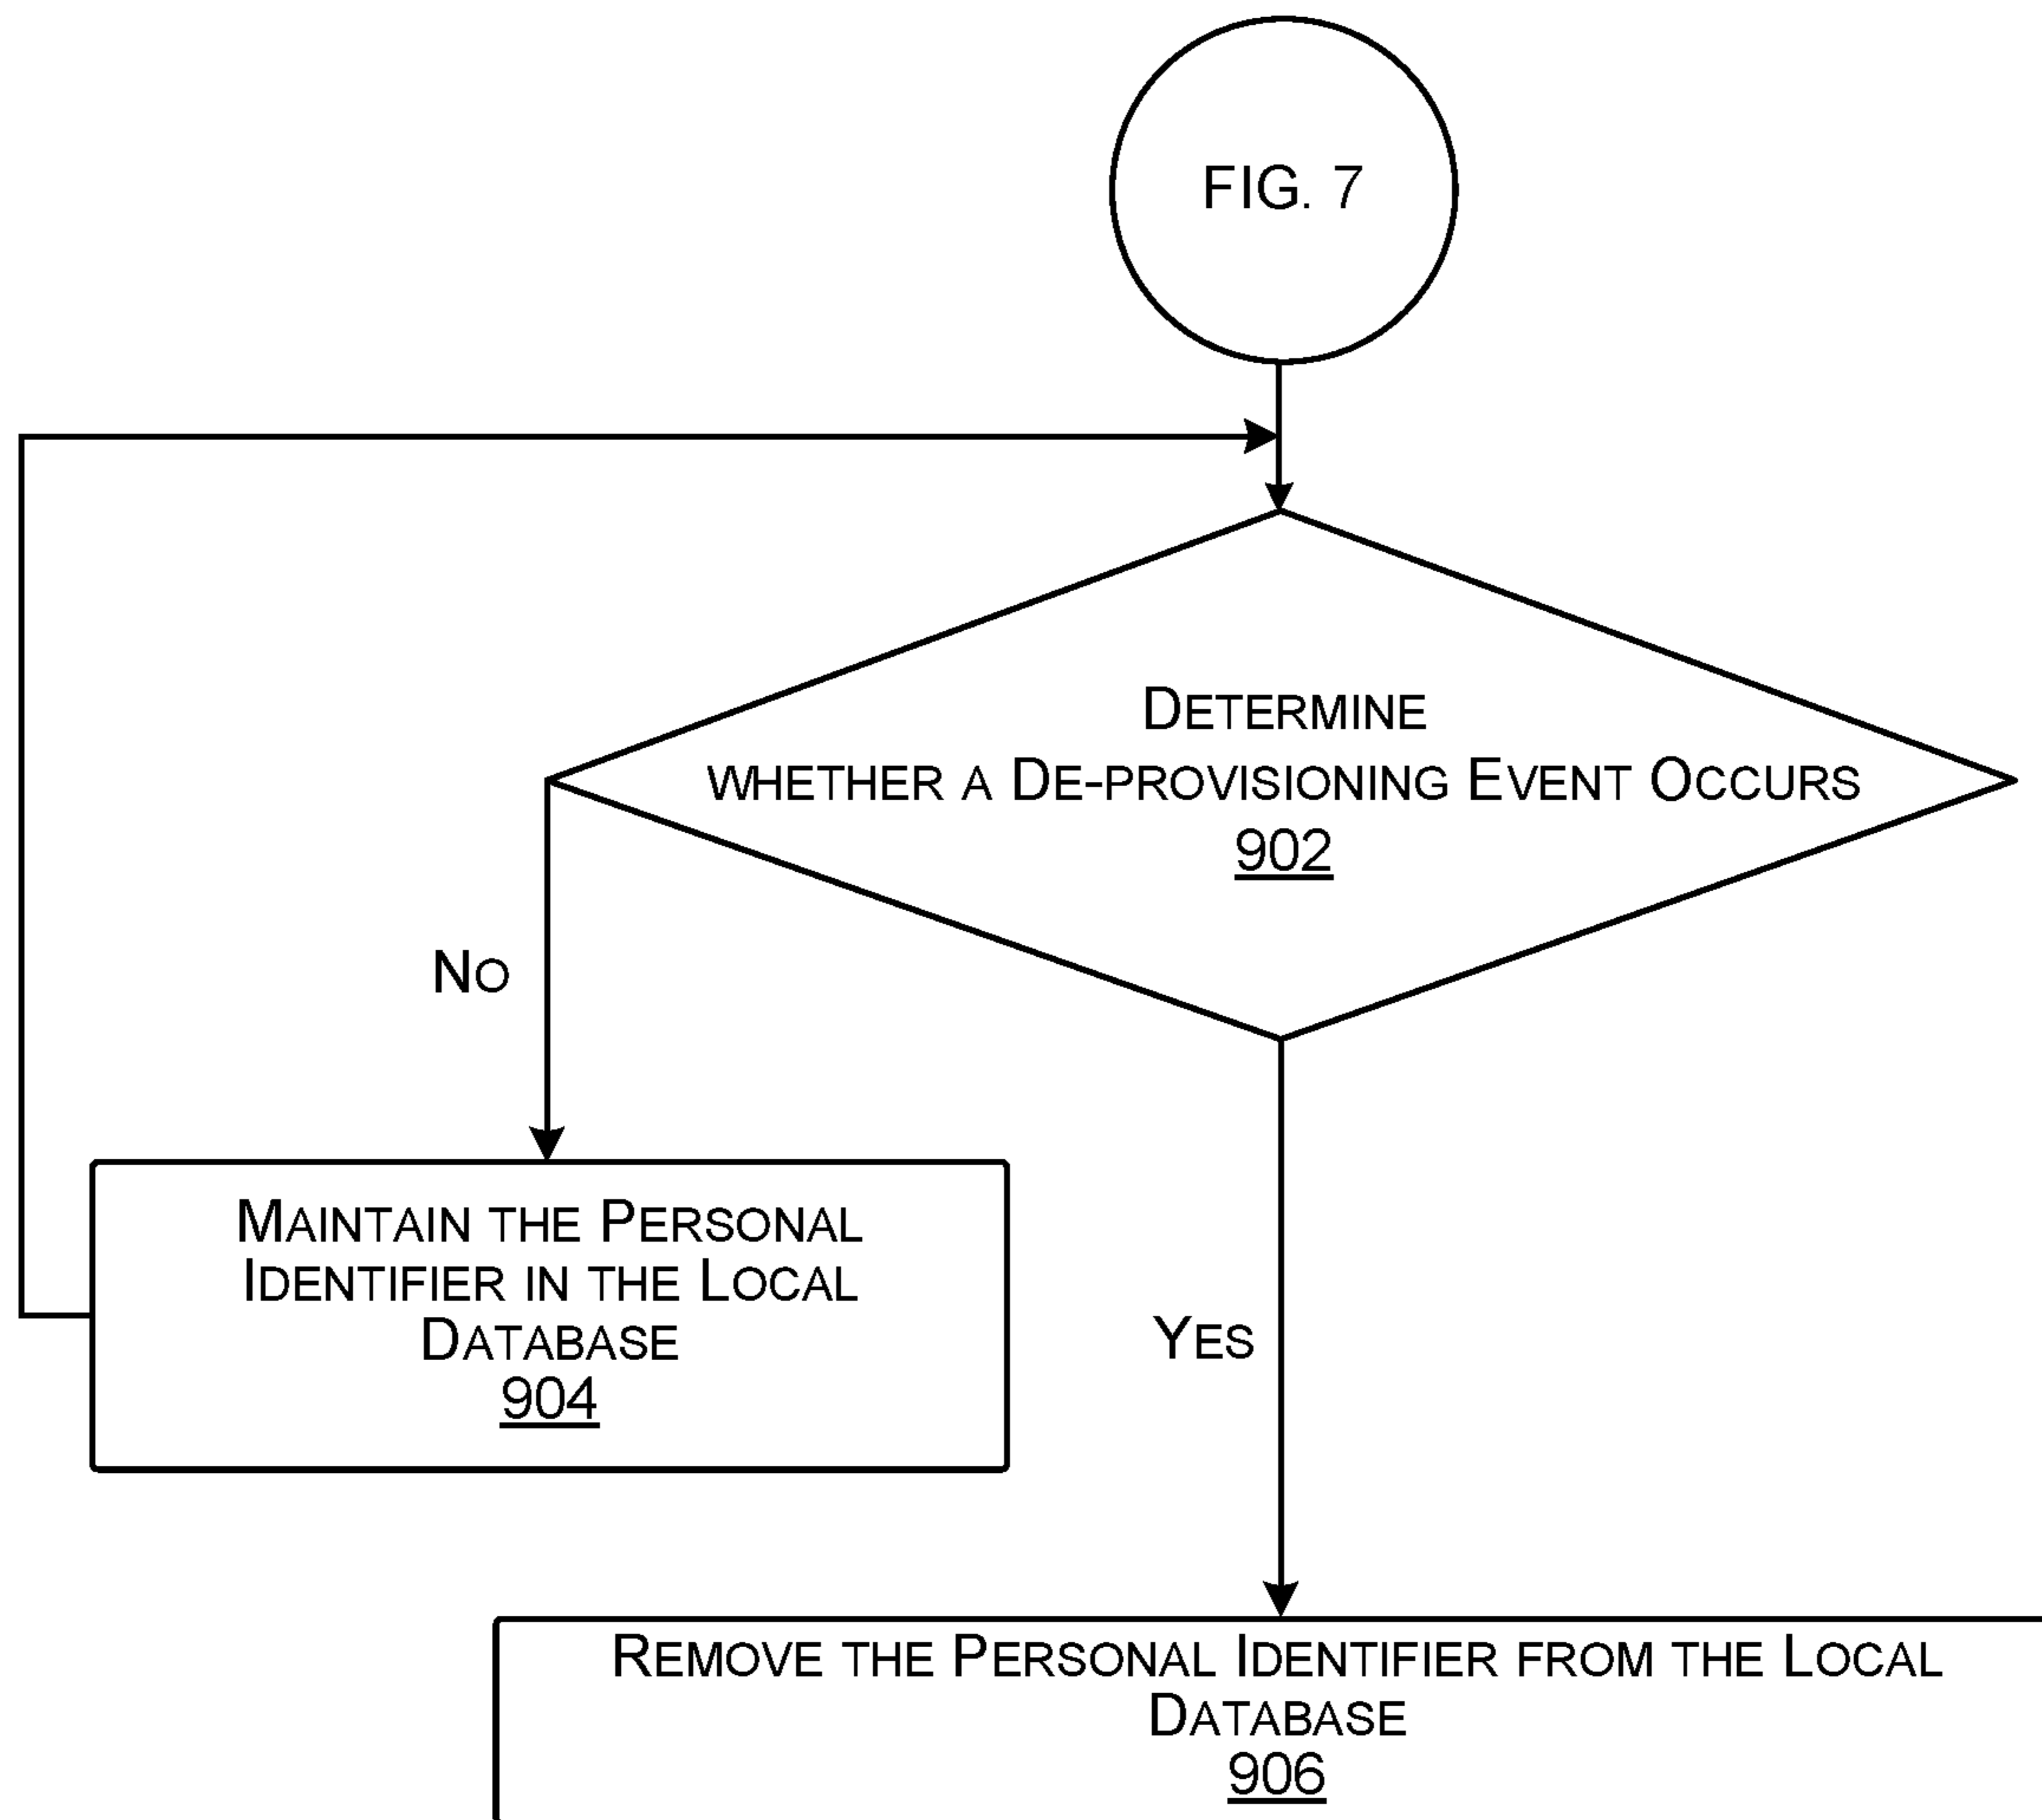 FIG. 7
DETERMINE
WHETHER A DE-PROVISIONING EVENT OCCURS
902
NO
MAINTAIN THE PERSONAL
IDENTIFIER IN THE LOCAL
DATABASE
904
YES
REMOVE THE PERSONAL IDENTIFIER FROM THE LOCAL
DATABASE
906